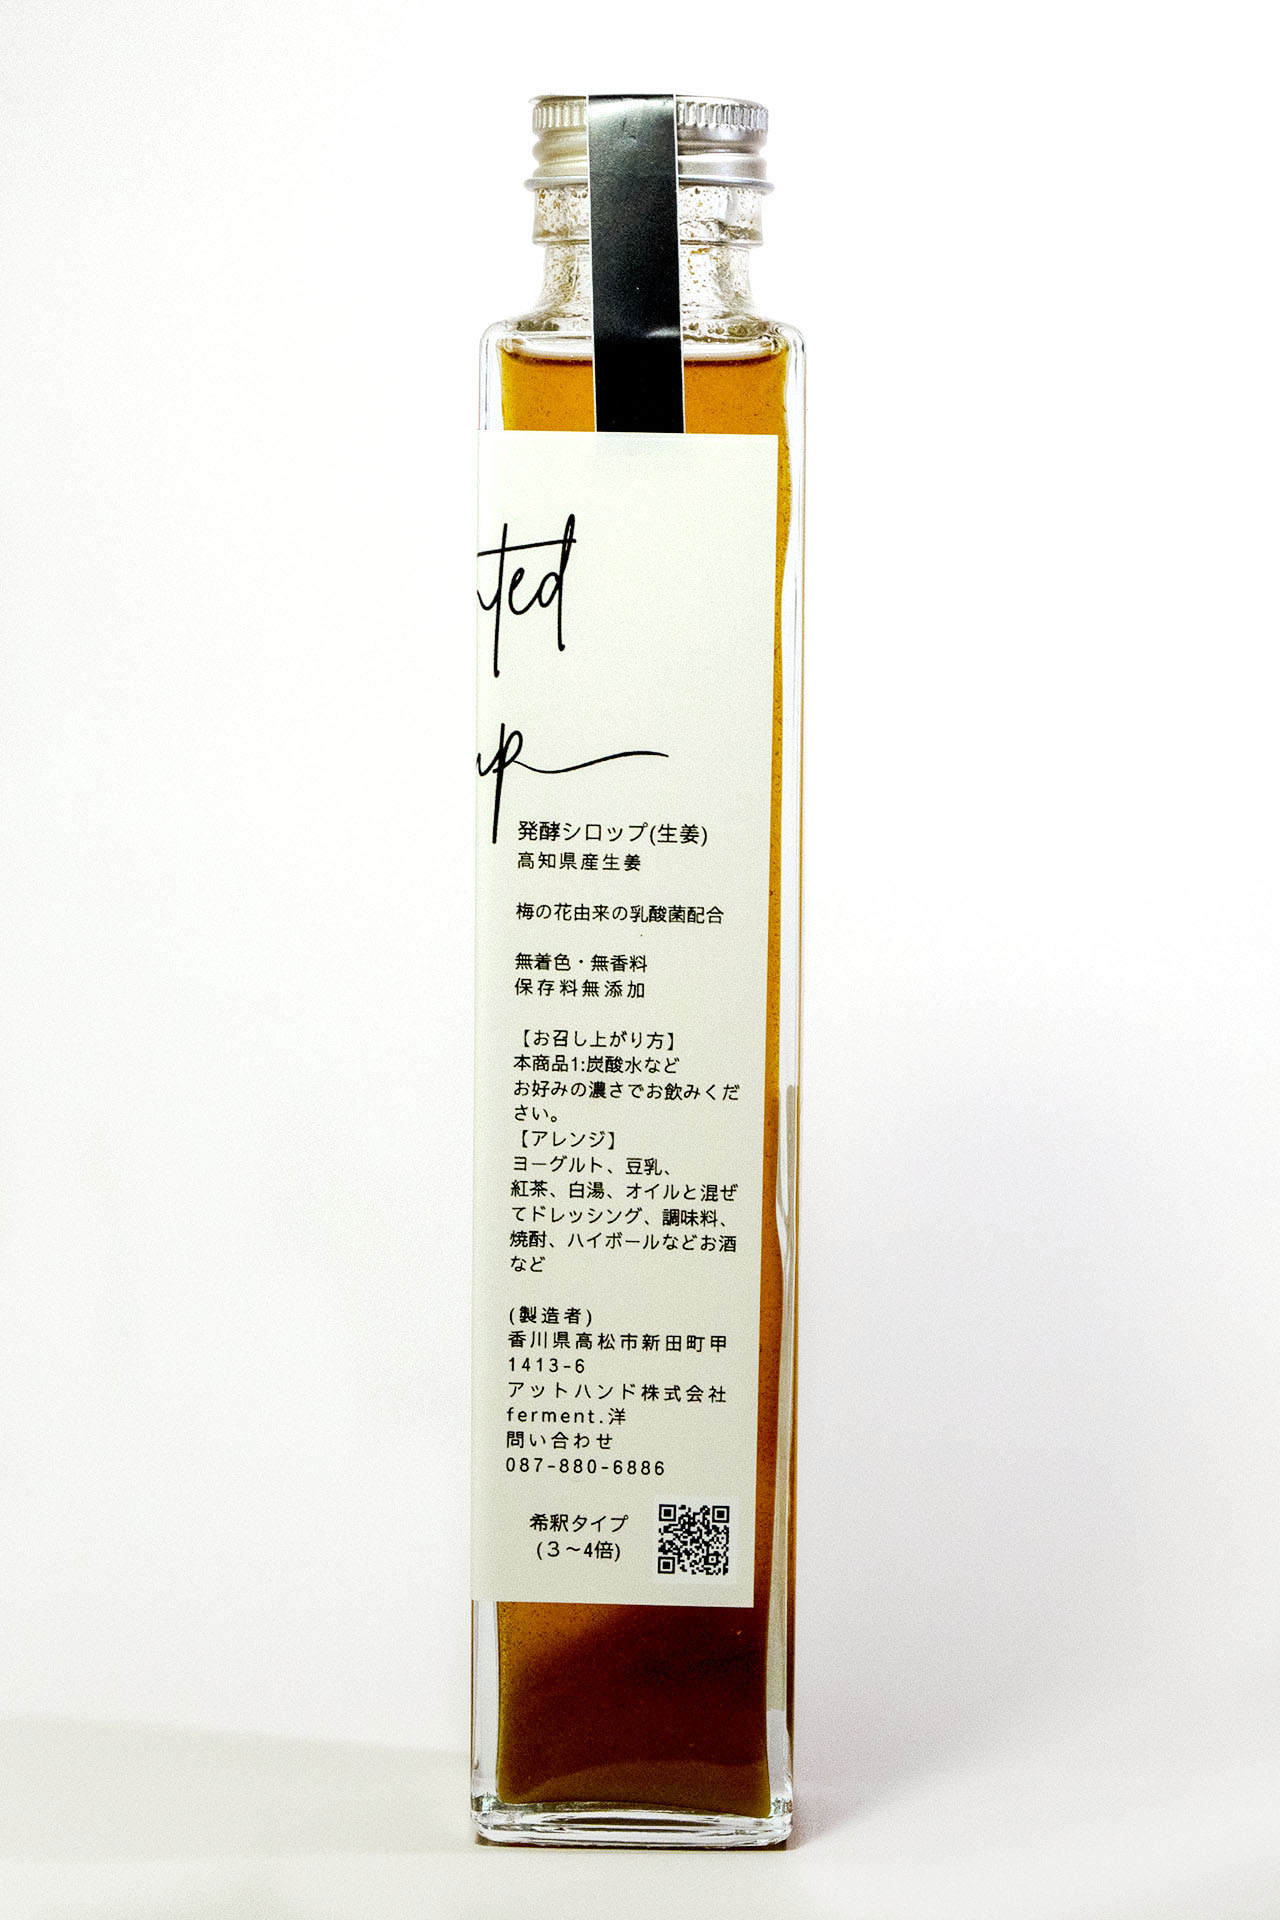 nted
up
発酵シロップ(生姜)
高知県産生姜
梅の花由来の乳酸菌配合
無着色・無香料
保存料無添加
【お召し上がり方】
本商品1:炭酸水など
お好みの濃さでお飲みくだ
さい。
【アレンジ】
ヨーグルト、豆乳、
紅茶、白湯、オイルと混ぜ
てドレッシング、調味料、
焼酎、ハイボールなどお酒
など
(製造者)
香川県高松市新田町甲
1413-6
アットハンド株式会社
ferment.洋
問い合わせ
087-880-6886
希釈タイプ
(３～4倍)